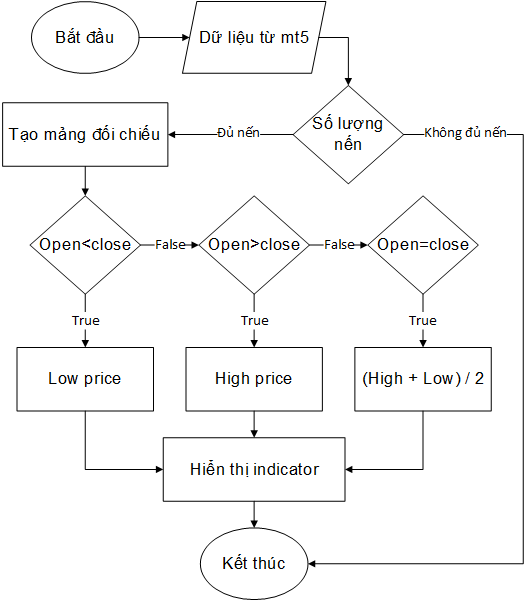 Bắt đầu
Dữ liệu từ mt5
Số lượng
nến
Đủ nến
Không đủ nến
Tạo mảng đối chiếu
Open<close
False
Open>close
False
Open=close
True
True
True
Low price
High price
(High + Low) / 2
Hiển thị indicator
Kết thúc